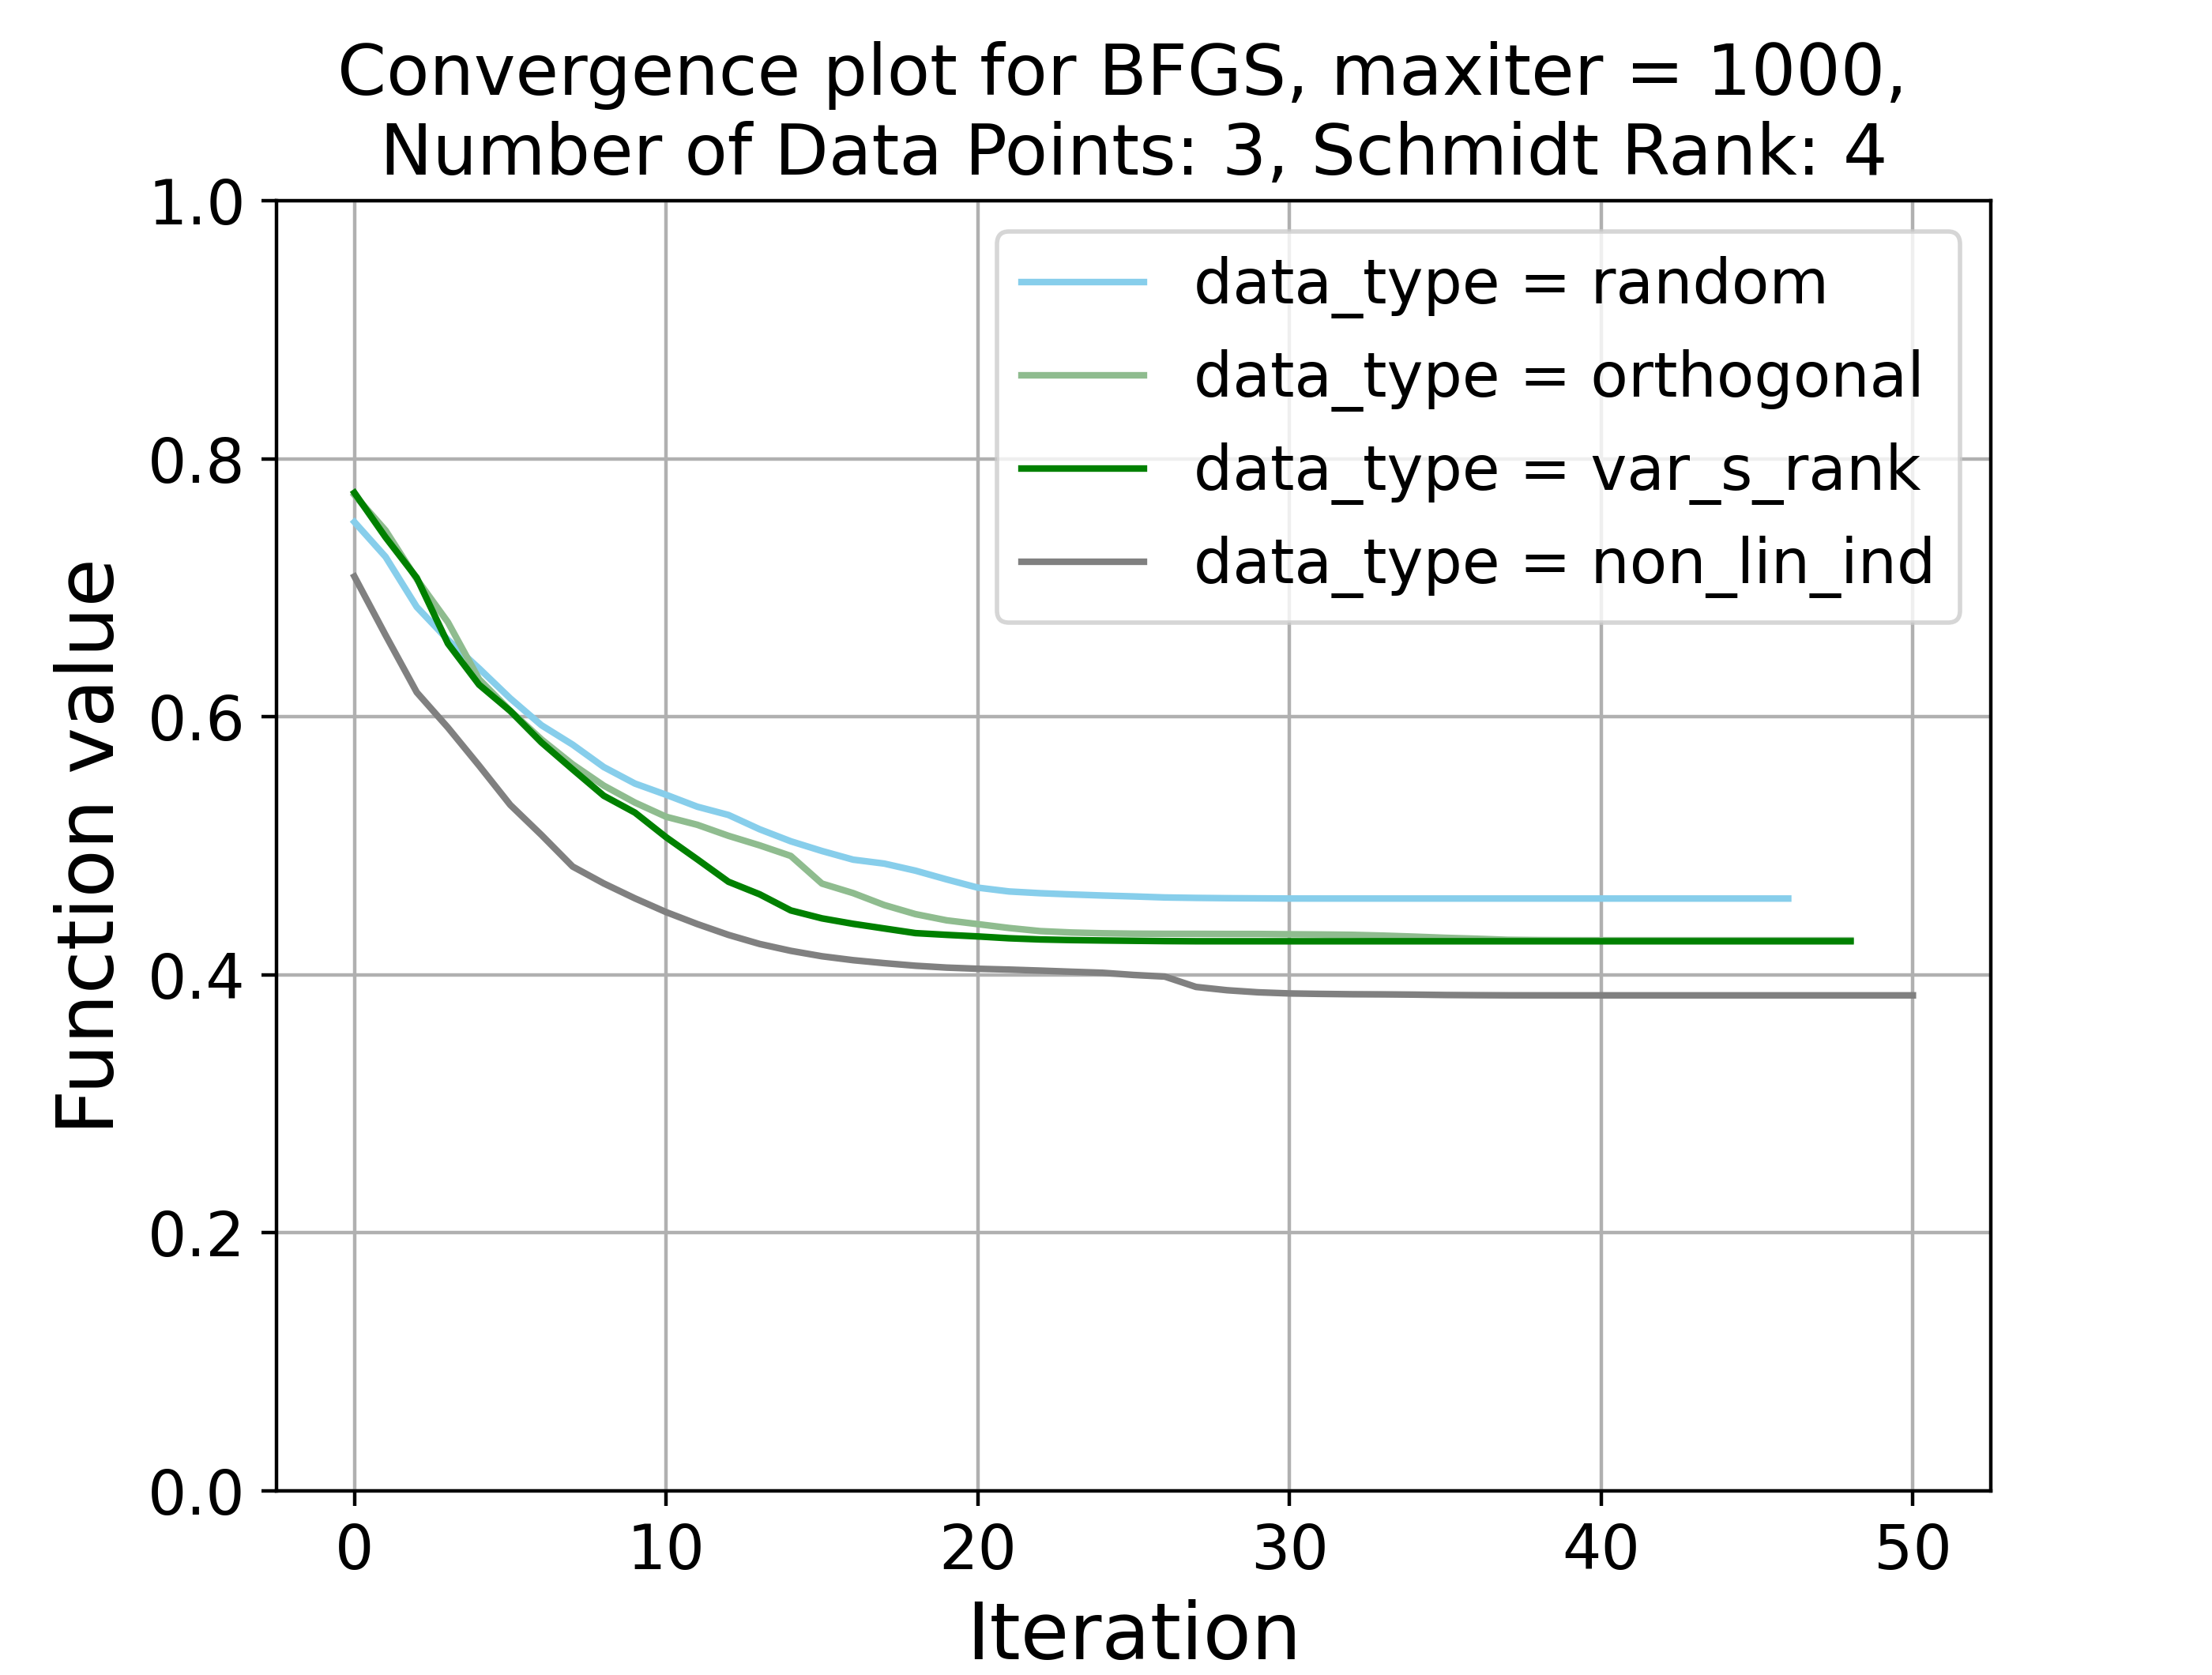 Convergence plot for BFGS, maxiter = 1000,
Number of Data Points: 3, Schmidt Rank: 4
1.0
0.8
0.6
0.4
0.2
0.0
Function value
data_type = random
data_type = orthogonal
data_type = var_s_rank
data_type = non_lin_ind
0 10 20 30 40 50
Iteration